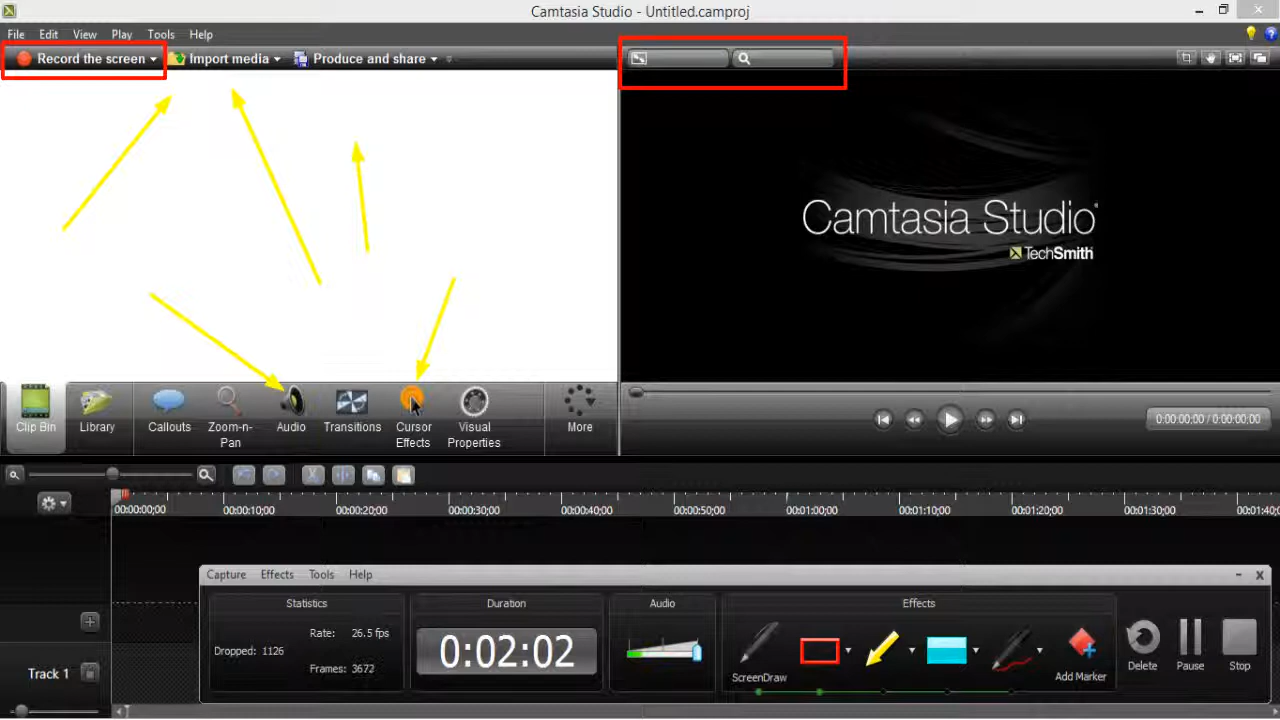 Camtasia Studio - Untitled.camproj
File Edit View Play Tools Help
Record the screen Import media Produce and share
Camtasia Studio
TechSmith
Clip Bin Library Callouts Zoom-n-Pan Audio Transitions Cursor Effects Visual Properties More
0:00:00;00 / 0:00:00;00
00:00:00;00 00:00:10;00 00:00:20;00 00:00:30;00 00:00:40;00 00:00:50;00 00:01:00;00 00:01:10;00 00:01:20;00 00:01:30;00 00:01:40;0
Capture Effects Tools Help
Statistics Duration Audio Effects
Rate: 26.5 fps
Dropped: 1126
Frames: 3672
0:02:02
ScreenDraw Add Marker Delete Pause Stop
Track 1